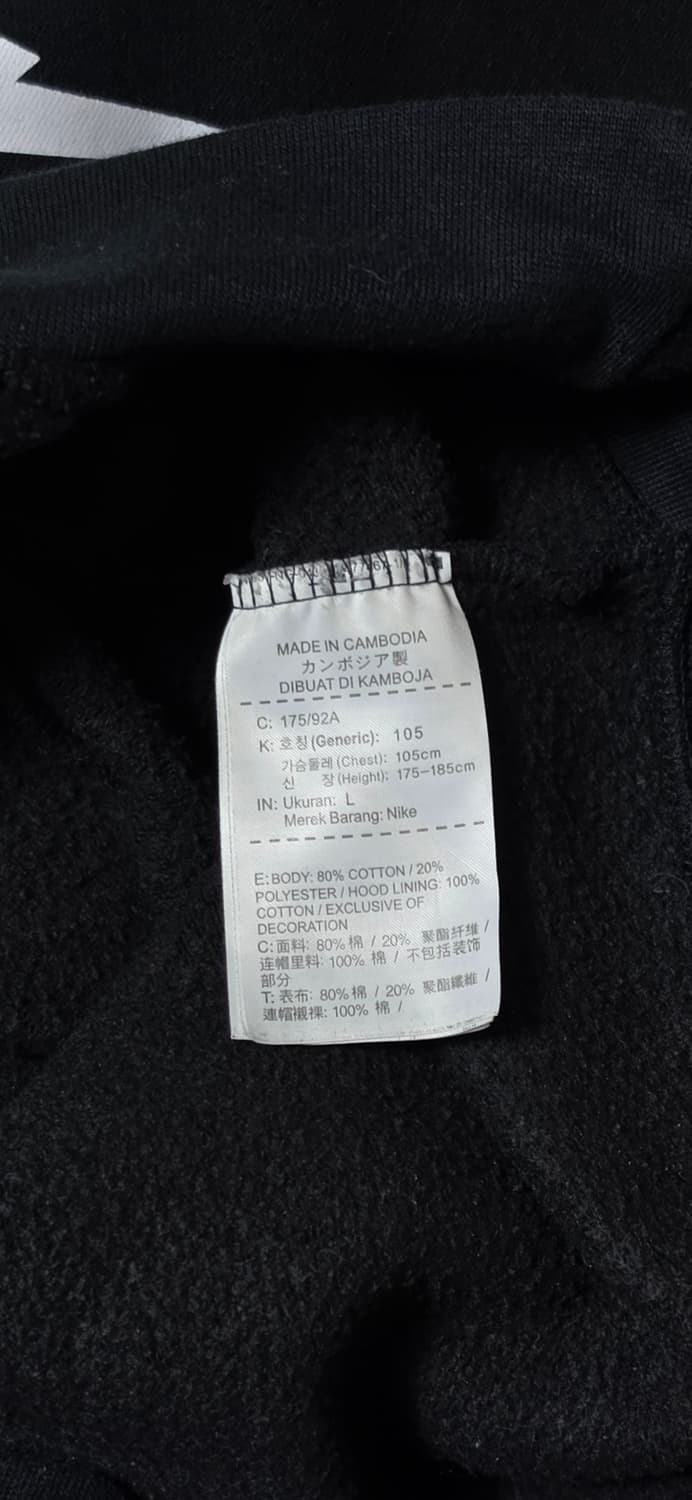 MADE IN CAMBODIA
カンボジア製
DIBUAT DI KAMBOJA
C: 175/92A
K: 호칭(Generic): 105
가슴둘레(Chest): 105cm
신 장(Height): 175-185cm
IN: Ukuran: L
Merek Barang: Nike
E: BODY: 80% COTTON / 20%
POLYESTER / HOOD LINING: 100%
COTTON / EXCLUSIVE OF
DECORATION
C: 面料: 80% 棉 / 20% 聚酯纤维 /
连帽里料: 100% 棉 / 不包括装饰
部分
T: 表布: 80% 棉 / 20% 聚酯纖維 /
連帽襯裸: 100% 棉 /